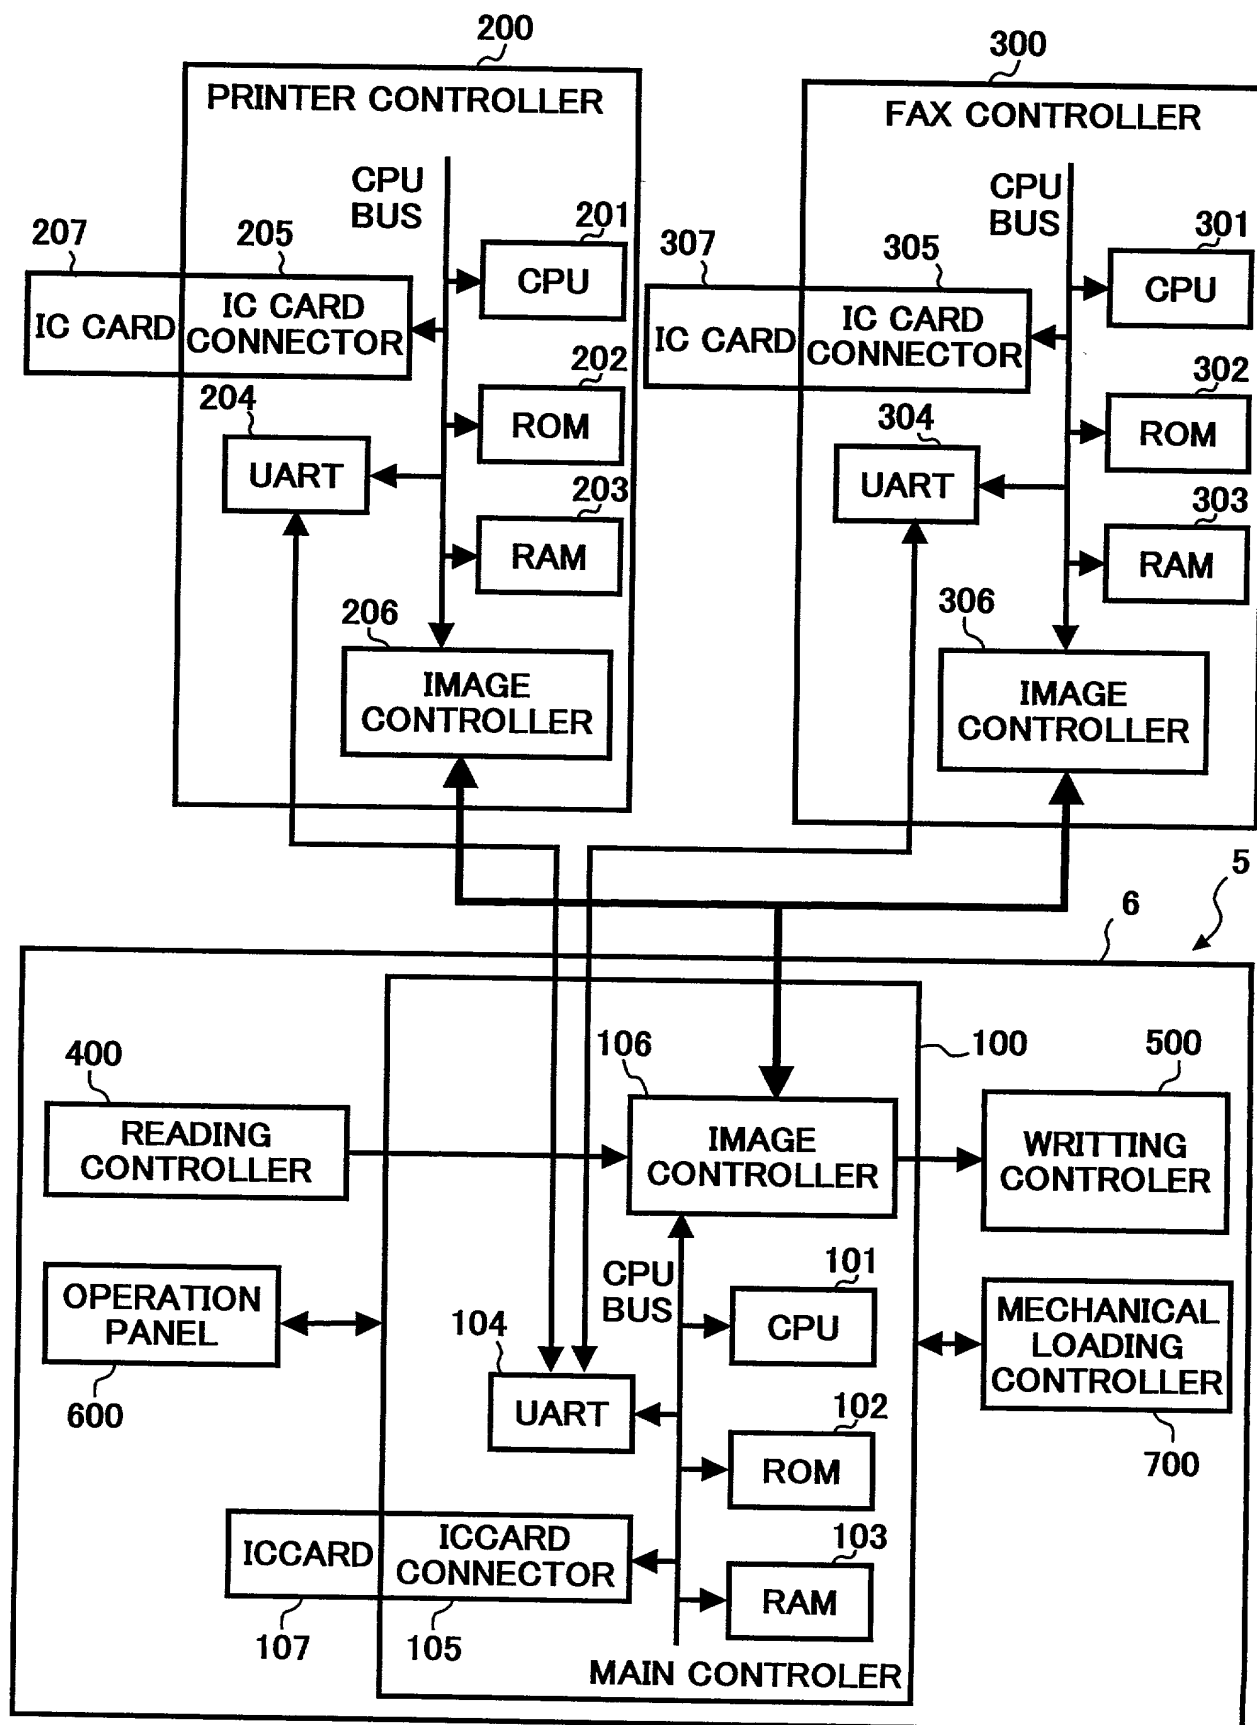 200
PRINTER CONTROLLER
CPU
BUS
201
CPU
207
205
IC CARD
IC CARD
CONNECTOR
202
ROM
204
UART
203
RAM
206
IMAGE
CONTROLLER
300
FAX CONTROLLER
CPU
BUS
301
CPU
307
305
IC CARD
IC CARD
CONNECTOR
302
ROM
304
UART
303
RAM
306
IMAGE
CONTROLLER
5
6
400
READING
CONTROLLER
106
IMAGE
CONTROLLER
100
500
WRITTING
CONTROLER
OPERATION
PANEL
600
CPU
BUS
101
CPU
MECHANICAL
LOADING
CONTROLLER
700
104
UART
102
ROM
ICCARD
ICCARD
CONNECTOR
103
RAM
107
105
MAIN CONTROLER